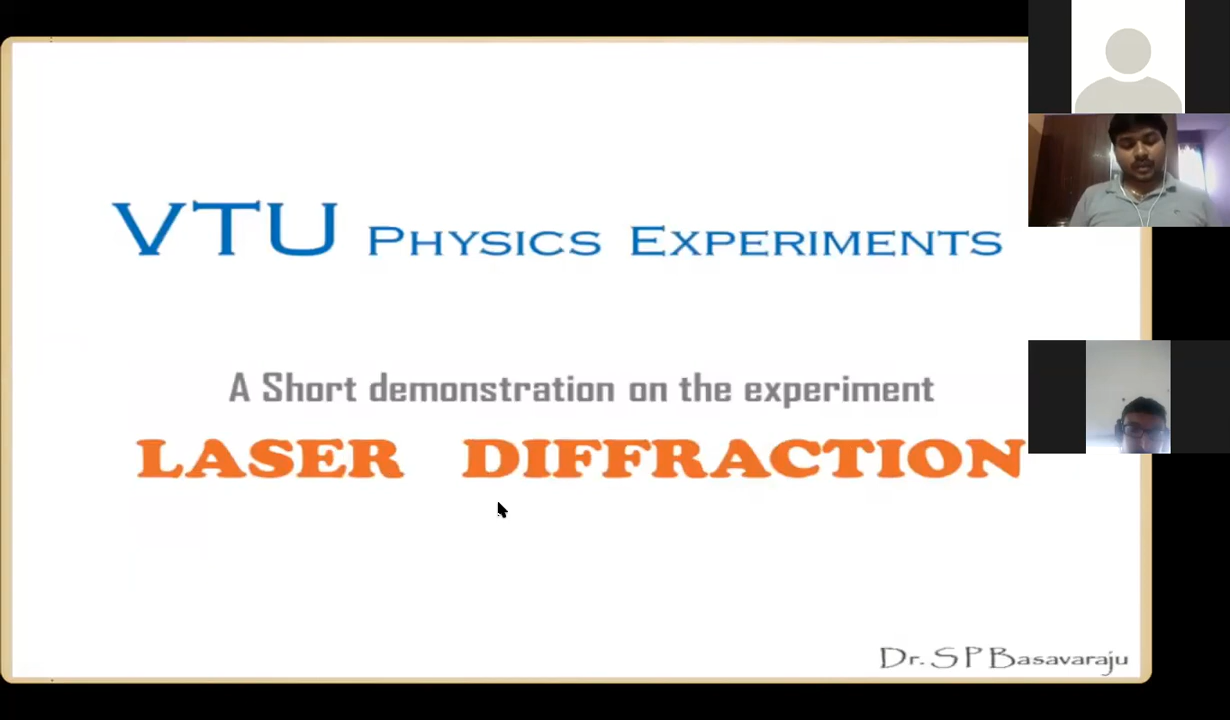 VTU PHYSICS EXPERIMENTS
A Short demonstration on the experiment
LASER DIFFRACTION
Dr. S P Basavaraju